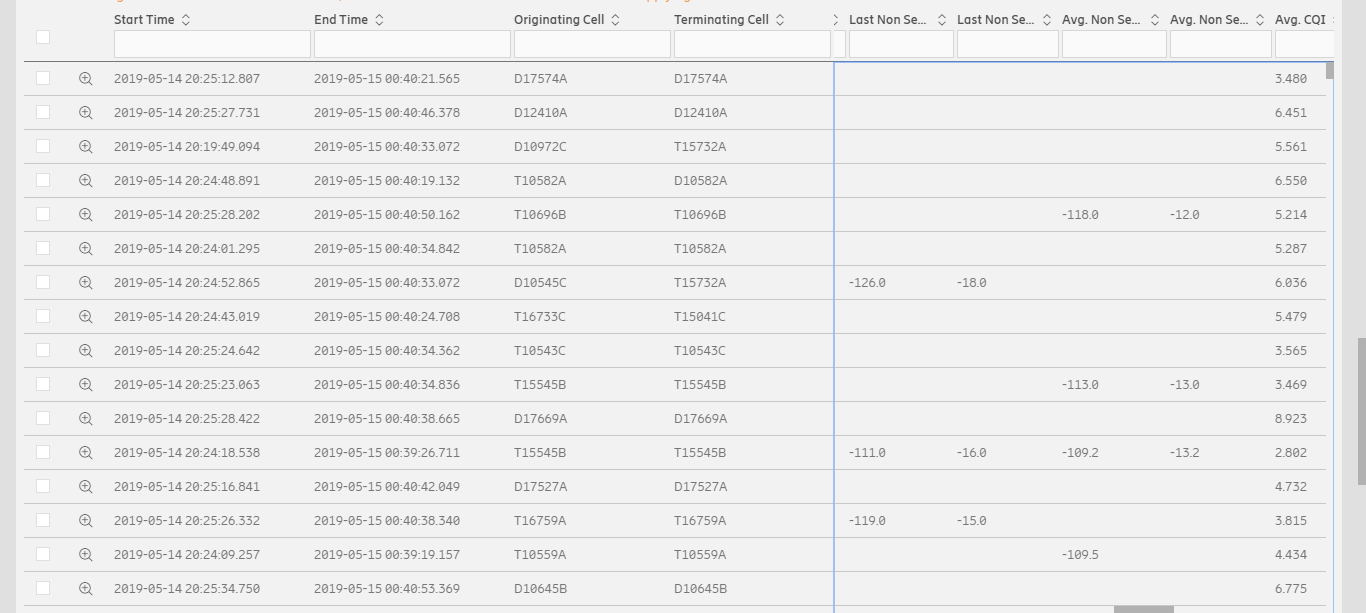 Start Time End Time Originating Cell Terminating Cell Last Non Se... Last Non Se... Avg. Non Se... Avg. Non Se... Avg. CQI
2019-05-14 20:25:12.807 2019-05-15 00:40:21.565 D17574A D17574A 3.480
2019-05-14 20:25:27.731 2019-05-15 00:40:46.378 D12410A D12410A 6.451
2019-05-14 20:19:49.094 2019-05-15 00:40:33.072 D10972C T15732A 5.561
2019-05-14 20:24:48.891 2019-05-15 00:40:19.132 T10582A D10582A 6.550
2019-05-14 20:25:28.202 2019-05-15 00:40:50.162 T10696B T10696B -118.0 -12.0 5.214
2019-05-14 20:24:01.295 2019-05-15 00:40:34.842 T10582A T10582A 5.287
2019-05-14 20:24:52.865 2019-05-15 00:40:33.072 D10545C T15732A -126.0 -18.0 6.036
2019-05-14 20:24:43.019 2019-05-15 00:40:24.708 T16733C T15041C 5.479
2019-05-14 20:25:24.642 2019-05-15 00:40:34.362 T10543C T10543C 3.565
2019-05-14 20:25:23.063 2019-05-15 00:40:34.836 T15545B T15545B -113.0 -13.0 3.469
2019-05-14 20:25:28.422 2019-05-15 00:40:38.665 D17669A D17669A 8.923
2019-05-14 20:24:18.538 2019-05-15 00:39:26.711 T15545B T15545B -111.0 -16.0 -109.2 -13.2 2.802
2019-05-14 20:25:16.841 2019-05-15 00:40:42.049 D17527A D17527A 4.732
2019-05-14 20:25:26.332 2019-05-15 00:40:38.340 T16759A T16759A -119.0 -15.0 3.815
2019-05-14 20:24:09.257 2019-05-15 00:39:19.157 T10559A T10559A -109.5 4.434
2019-05-14 20:25:34.750 2019-05-15 00:40:53.369 D10645B D10645B 6.775